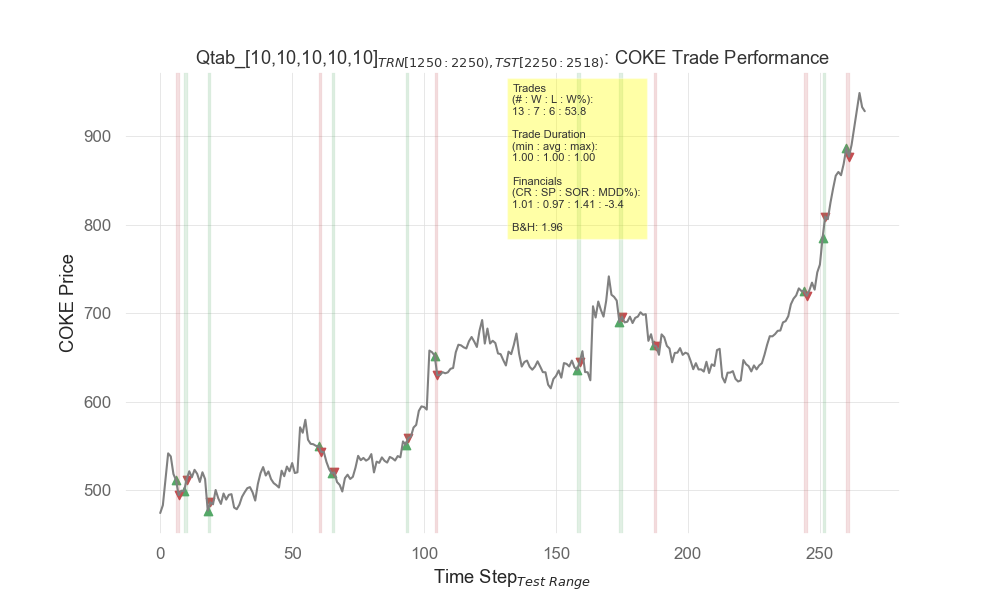 Qtab_[10,10,10,10,10]TRN[1250:2250),TST[2250:2518): COKE Trade Performance
Trades
(# : W : L : W%):
13 : 7 : 6 : 53.8
Trade Duration
(min : avg : max):
1.00 : 1.00 : 1.00
Financials
(CR : SP : SOR : MDD%):
1.01 : 0.97 : 1.41 : -3.4
B&H: 1.96
COKE Price
900
800
700
600
500
0
50
100
150
200
250
Time StepTest Range